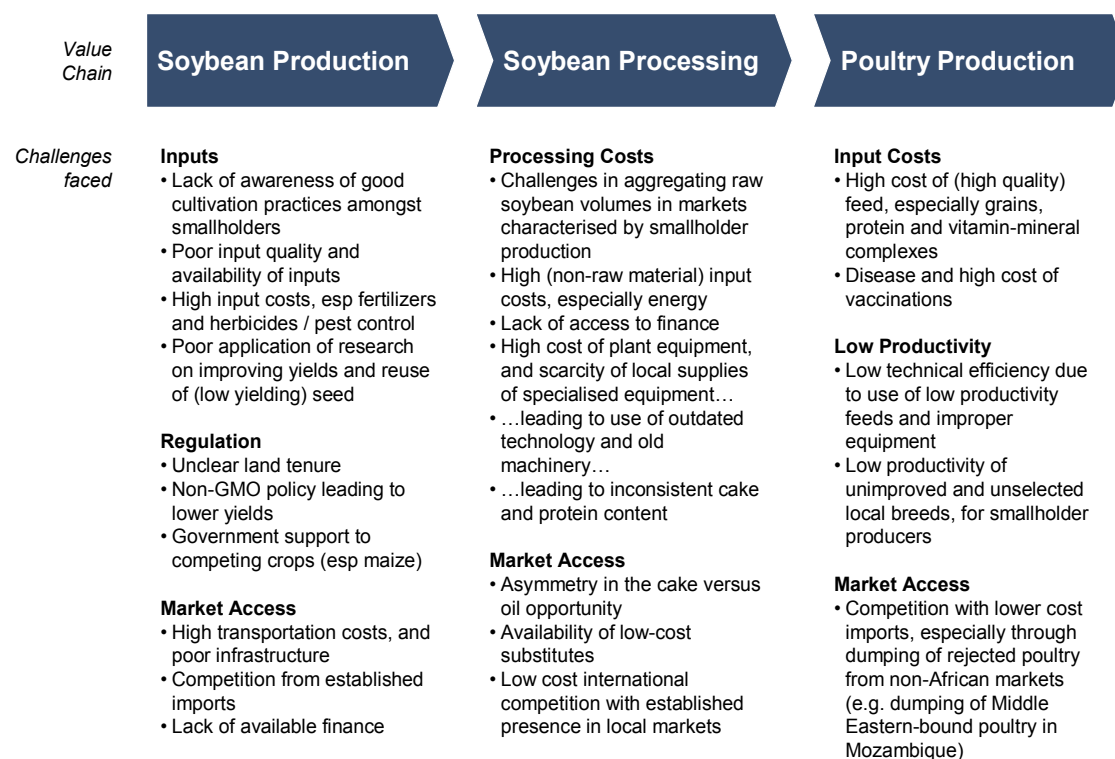 Value
Chain
Soybean Production
Soybean Processing
Poultry Production
Challenges
faced
Inputs
• Lack of awareness of good
cultivation practices amongst
smallholders
• Poor input quality and
availability of inputs
• High input costs, esp fertilizers
and herbicides / pest control
• Poor application of research
on improving yields and reuse
of (low yielding) seed
Regulation
• Unclear land tenure
• Non-GMO policy leading to
lower yields
• Government support to
competing crops (esp maize)
Market Access
• High transportation costs, and
poor infrastructure
• Competition from established
imports
• Lack of available finance
Processing Costs
• Challenges in aggregating raw
soybean volumes in markets
characterised by smallholder
production
• High (non-raw material) input
costs, especially energy
• Lack of access to finance
• High cost of plant equipment,
and scarcity of local supplies
of specialised equipment…
• …leading to use of outdated
technology and old
machinery…
• …leading to inconsistent cake
and protein content
Market Access
• Asymmetry in the cake versus
oil opportunity
• Availability of low-cost
substitutes
• Low cost international
competition with established
presence in local markets
Input Costs
• High cost of (high quality)
feed, especially grains,
protein and vitamin-mineral
complexes
• Disease and high cost of
vaccinations
Low Productivity
• Low technical efficiency due
to use of low productivity
feeds and improper
equipment
• Low productivity of
unimproved and unselected
local breeds, for smallholder
producers
Market Access
• Competition with lower cost
imports, especially through
dumping of rejected poultry
from non-African markets
(e.g. dumping of Middle
Eastern-bound poultry in
Mozambique)